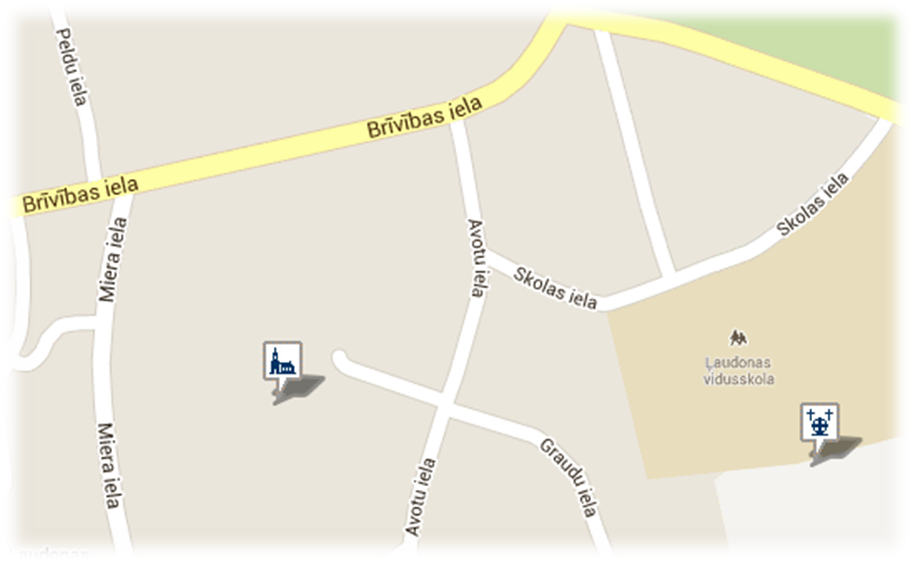 Peldu iela
Brīvības iela
Brīvības iela
Miera iela
Avotu iela
Skolas iela
Skolas iela
Ļaudonas
vidusskola
Miera iela
Avotu iela
Graudu iela